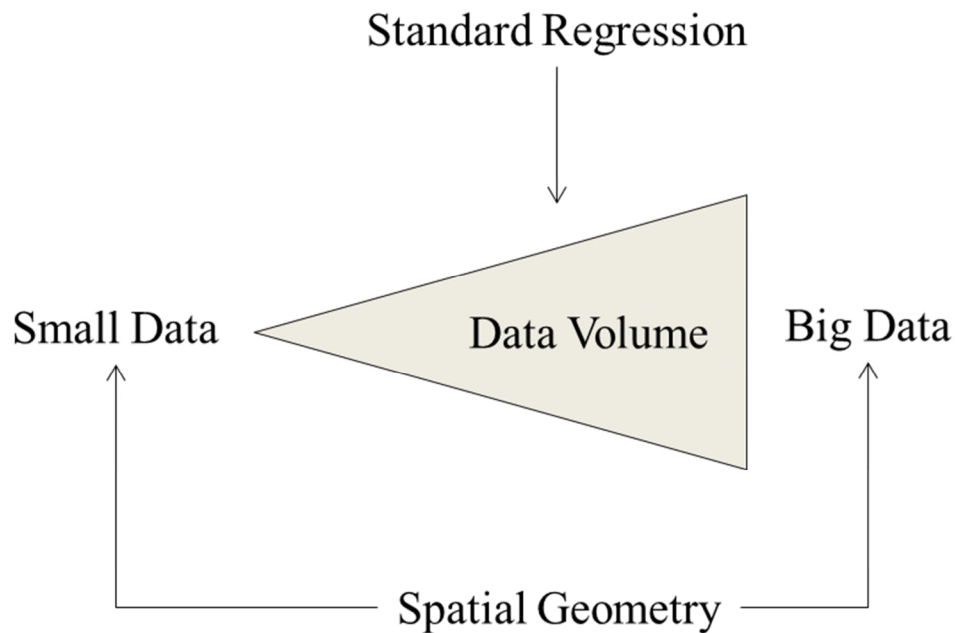 Standard Regression
Small Data
Data Volume
Big Data
Spatial Geometry